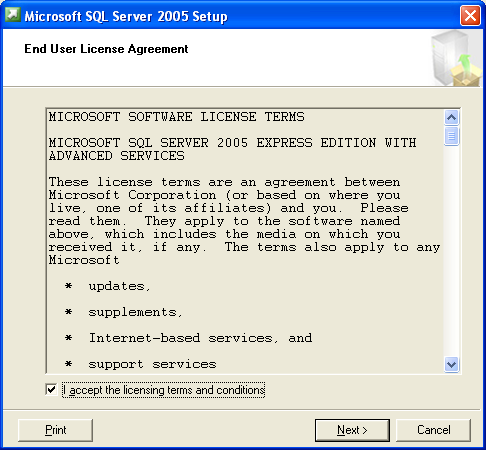 Microsoft SQL Server 2005 Setup
End User License Agreement
MICROSOFT SOFTWARE LICENSE TERMS
MICROSOFT SQL SERVER 2005 EXPRESS EDITION WITH
ADVANCED SERVICES
These license terms are an agreement between
Microsoft Corporation (or based on where you
live, one of its affiliates) and you.  Please
read them.  They apply to the software named
above, which includes the media on which you
received it, if any.  The terms also apply to any
Microsoft
* updates,
* supplements,
* Internet-based services, and
* support services
I accept the licensing terms and conditions
Print
Next >
Cancel